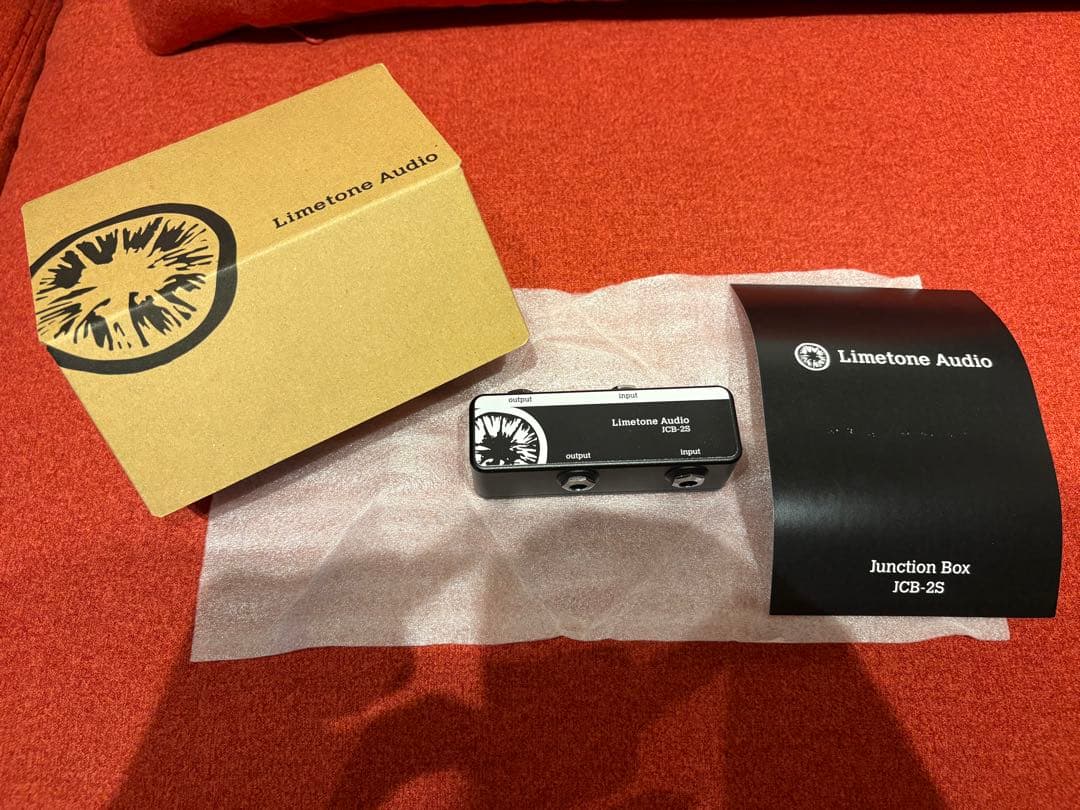 Limetone Audio
output
input
Limetone Audio
JCB-2S
output
input
Limetone Audio
Junction Box
JCB-2S